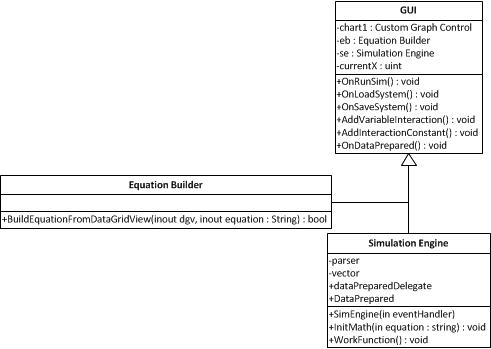 GUI
-chart1 : Custom Graph Control
-eb : Equation Builder
-se : Simulation Engine
-currentX : uint
+OnRunSim() : void
+OnLoadSystem() : void
+OnSaveSystem() : void
+AddVariableInteraction() : void
+AddInteractionConstant() : void
+OnDataPrepared() : void
Equation Builder
+BuildEquationFromDataGridView(inout dgv, inout equation : String) : bool
Simulation Engine
-parser
-vector
+dataPreparedDelegate
+DataPrepared
+SimEngine(in eventHandler)
+InitMath(in equation : string) : void
+WorkFunction() : void